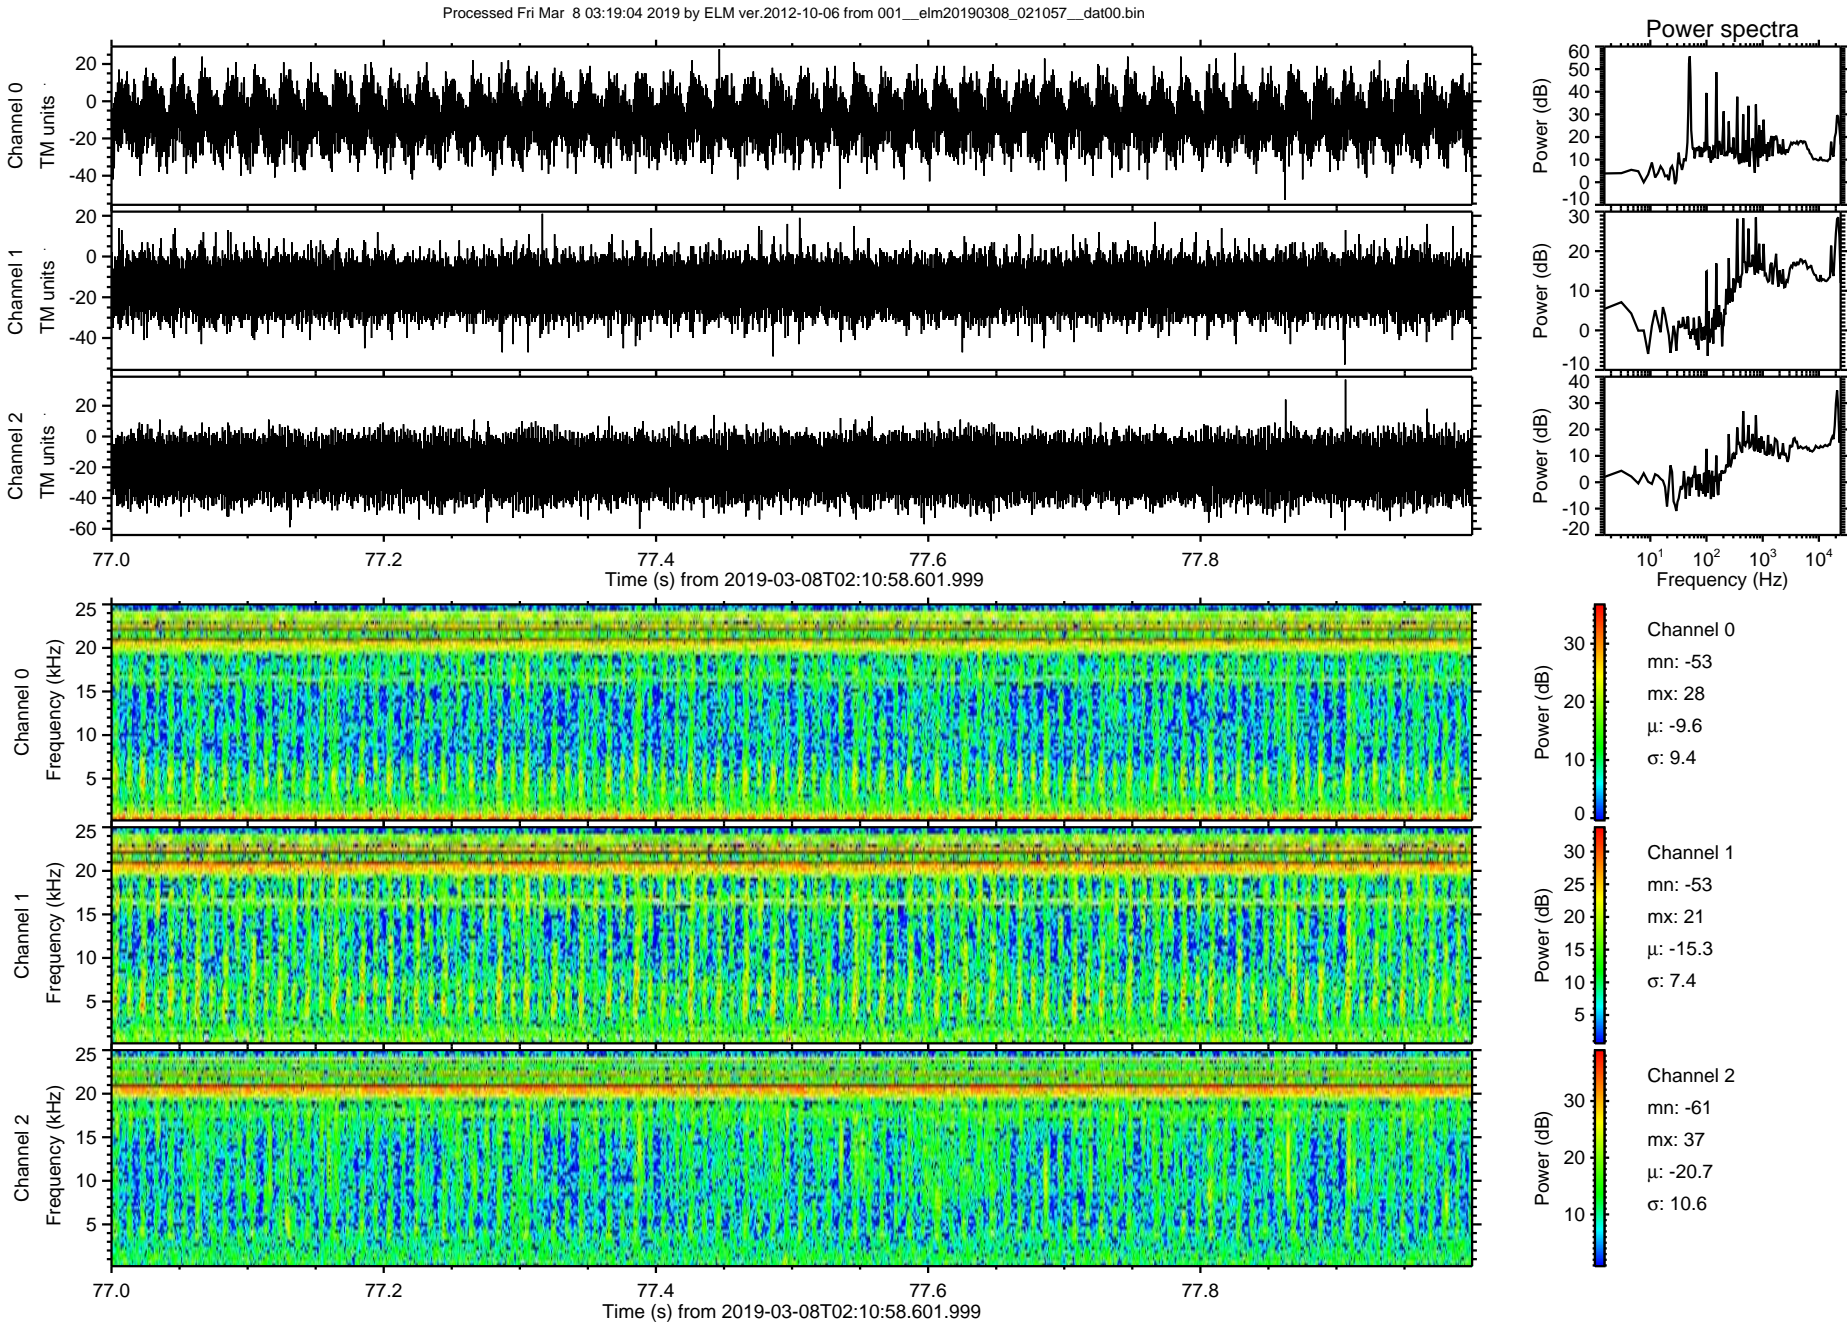 Processed Fri Mar 8 03:19:04 2019 by ELM ver.2012-10-06 from 001__elm20190308_021057__dat00.bin
Power spectra
Channel 0
TM units
20
0
-20
-40
Power (dB)
60
50
40
30
20
10
0
-10
Channel 1
TM units
20
0
-20
-40
Power (dB)
30
20
10
0
-10
Channel 2
TM units
20
0
-20
-40
-60
Power (dB)
40
30
20
10
0
-10
-20
77.0 77.2 77.4 77.6 77.8
Time (s) from 2019-03-08T02:10:58.601.999
10^1 10^2 10^3 10^4
Frequency (Hz)
Channel 0
Frequency (kHz)
25
20
15
10
5
Power (dB)
30
20
10
0
Channel 0
mn: -53
mx: 28
μ: -9.6
σ: 9.4
Channel 1
Frequency (kHz)
25
20
15
10
5
Power (dB)
30
25
20
15
10
5
Channel 1
mn: -53
mx: 21
μ: -15.3
σ: 7.4
Channel 2
Frequency (kHz)
25
20
15
10
5
Power (dB)
30
20
10
Channel 2
mn: -61
mx: 37
μ: -20.7
σ: 10.6
77.0 77.2 77.4 77.6 77.8
Time (s) from 2019-03-08T02:10:58.601.999